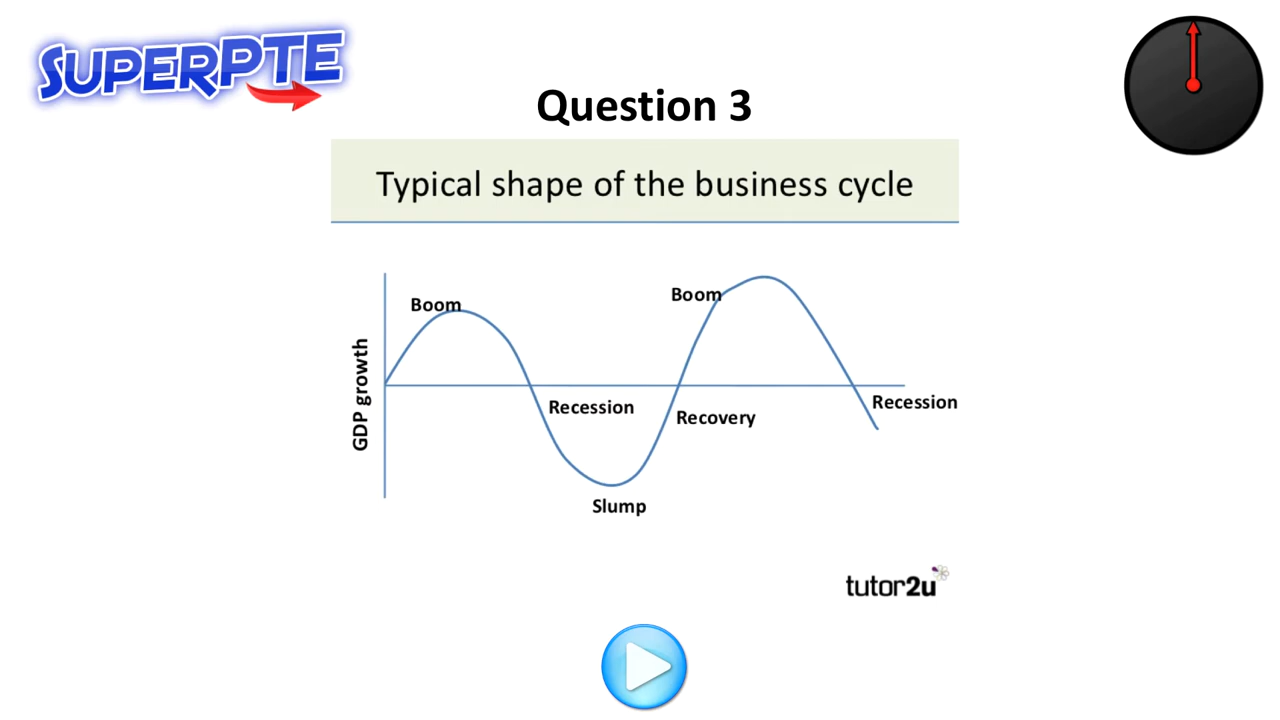 SUPERPTE
Question 3
Typical shape of the business cycle
Boom
Boom
GDP growth
Recession
Recovery
Recession
Slump
tutor2u